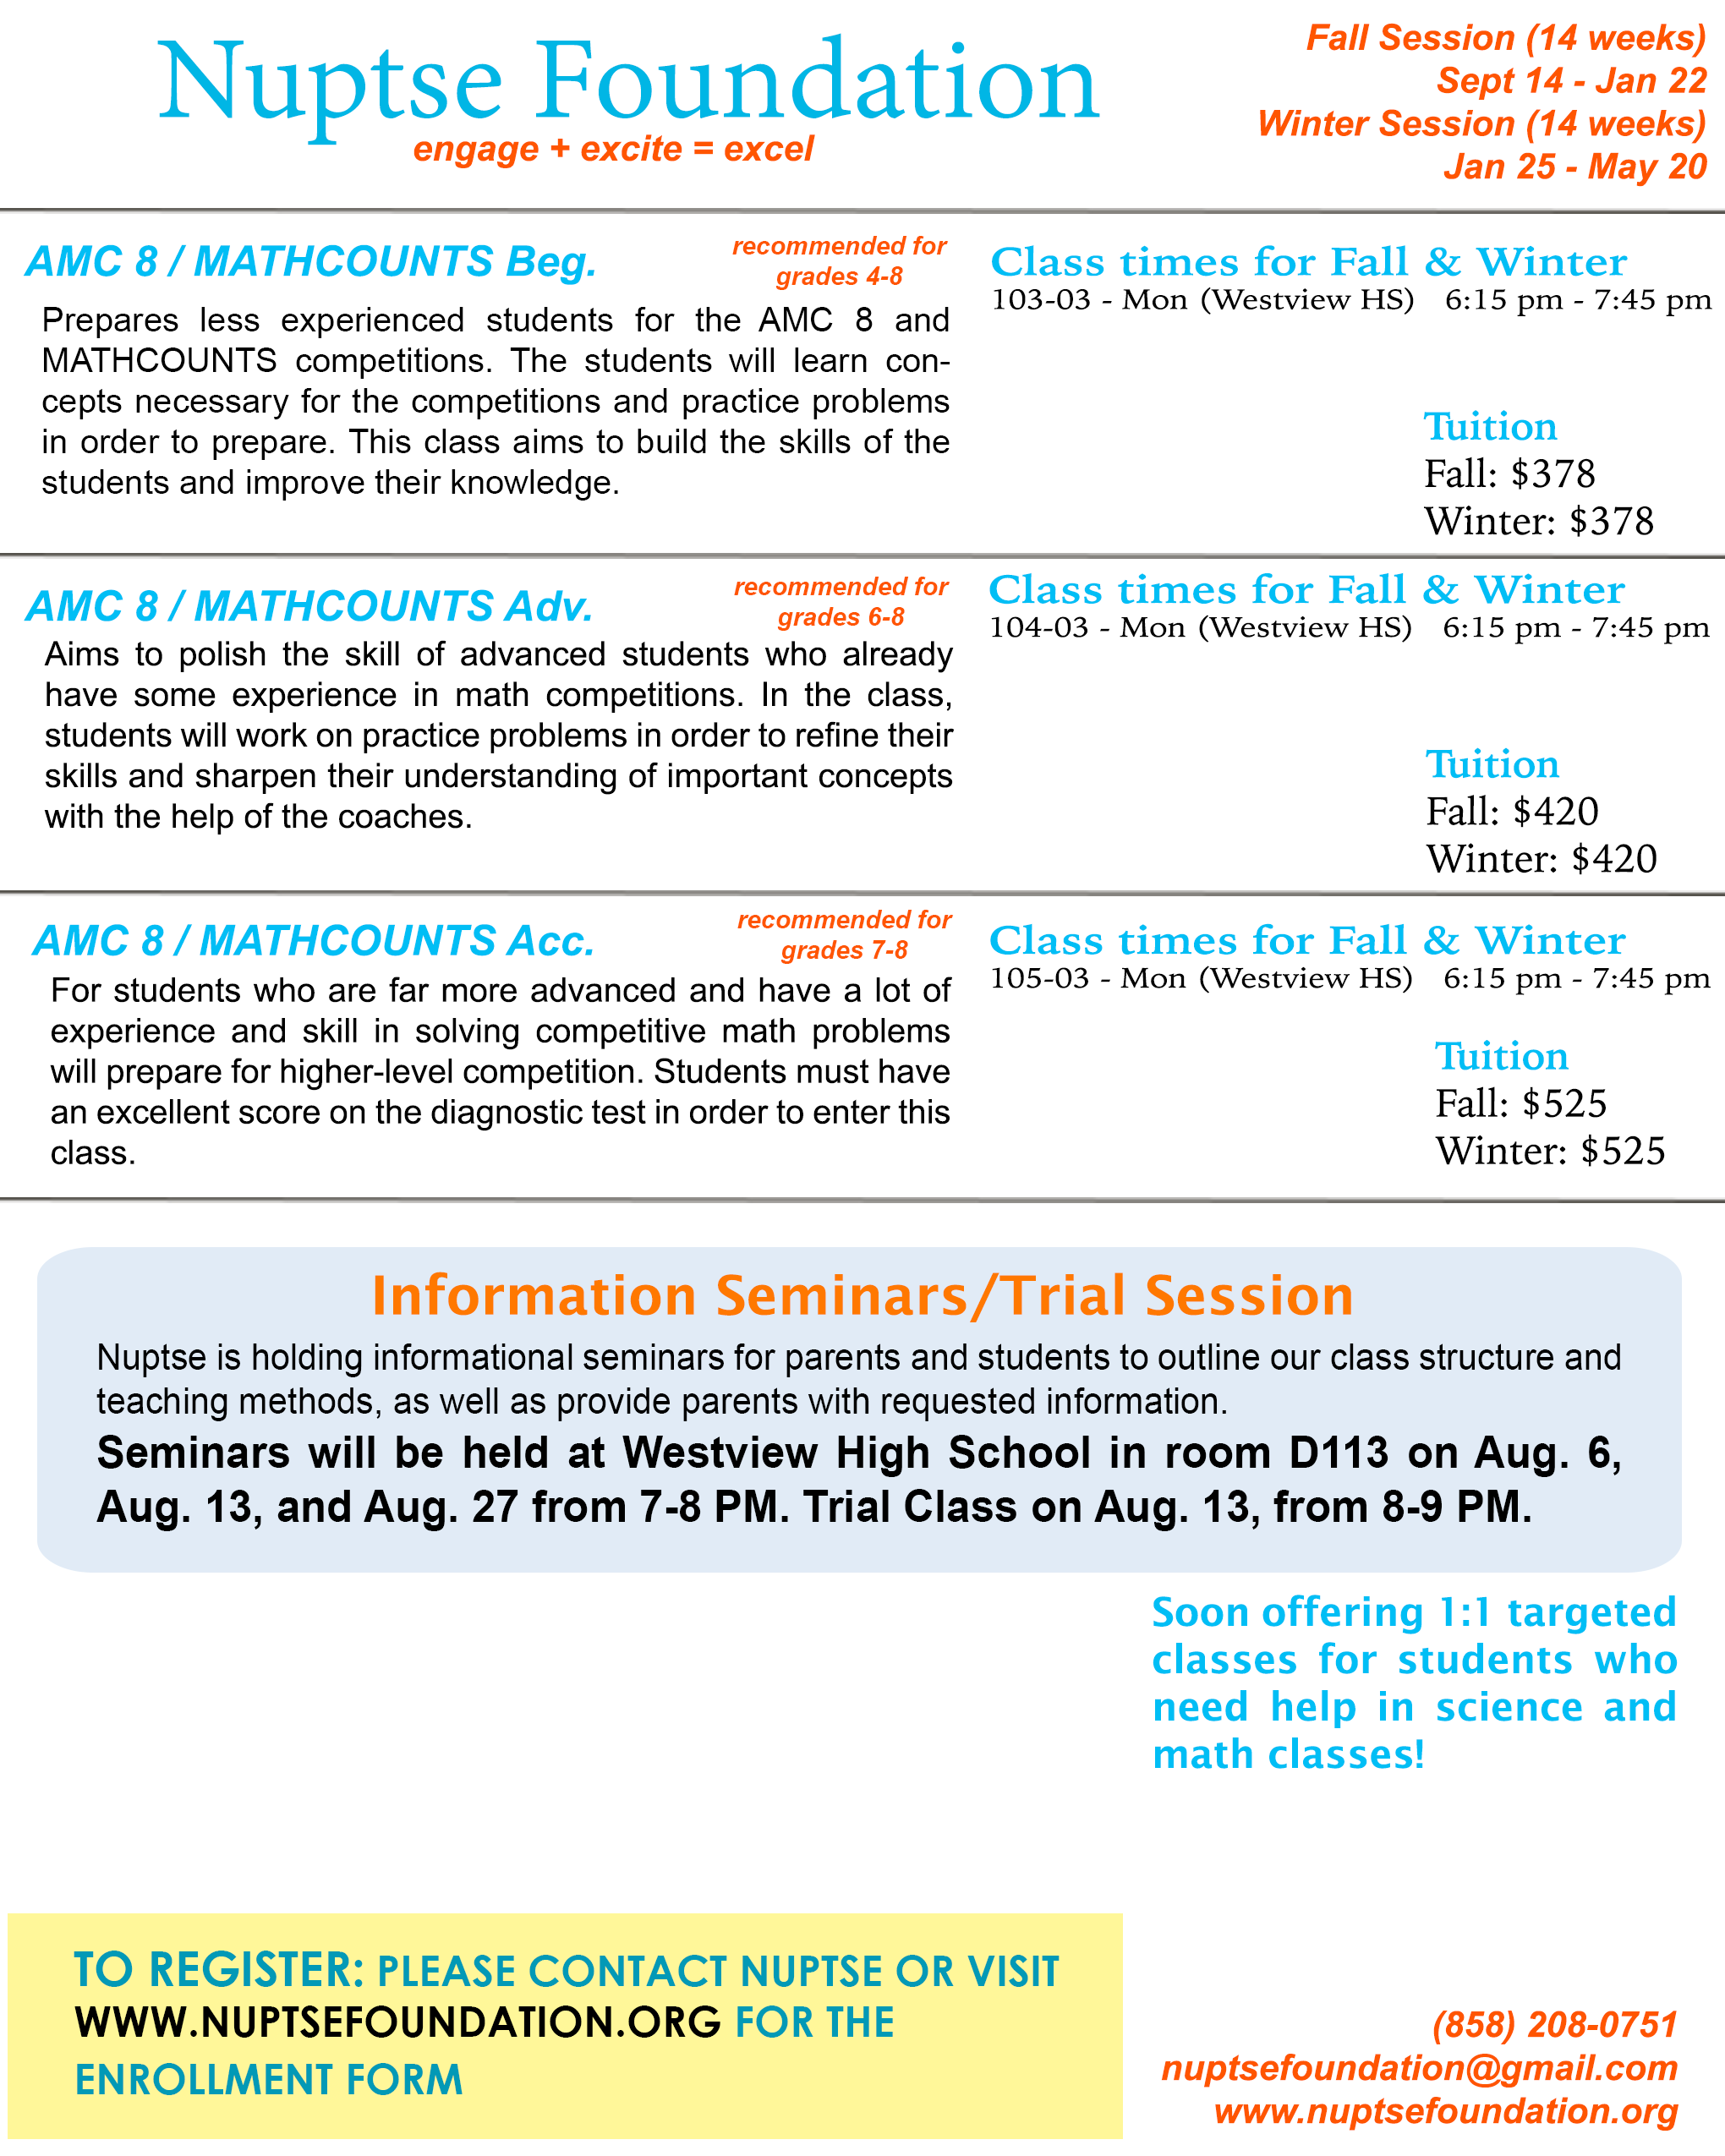 Nuptse Foundation
engage + excite = excel
Fall Session (14 weeks)
Sept 14 - Jan 22
Winter Session (14 weeks)
Jan 25 - May 20
AMC 8 / MATHCOUNTS Beg.
recommended for
grades 4-8
Prepares less experienced students for the AMC 8 and
MATHCOUNTS competitions. The students will learn con-
cepts necessary for the competitions and practice problems
in order to prepare. This class aims to build the skills of the
students and improve their knowledge.
Class times for Fall & Winter
103-03 - Mon (Westview HS) 6:15 pm - 7:45 pm
Tuition
Fall: $378
Winter: $378
AMC 8 / MATHCOUNTS Adv.
recommended for
grades 6-8
Aims to polish the skill of advanced students who already
have some experience in math competitions. In the class,
students will work on practice problems in order to refine their
skills and sharpen their understanding of important concepts
with the help of the coaches.
Class times for Fall & Winter
104-03 - Mon (Westview HS) 6:15 pm - 7:45 pm
Tuition
Fall: $420
Winter: $420
AMC 8 / MATHCOUNTS Acc.
recommended for
grades 7-8
For students who are far more advanced and have a lot of
experience and skill in solving competitive math problems
will prepare for higher-level competition. Students must have
an excellent score on the diagnostic test in order to enter this
class.
Class times for Fall & Winter
105-03 - Mon (Westview HS) 6:15 pm - 7:45 pm
Tuition
Fall: $525
Winter: $525
Information Seminars/Trial Session
Nuptse is holding informational seminars for parents and students to outline our class structure and
teaching methods, as well as provide parents with requested information.
Seminars will be held at Westview High School in room D113 on Aug. 6,
Aug. 13, and Aug. 27 from 7-8 PM. Trial Class on Aug. 13, from 8-9 PM.
Soon offering 1:1 targeted
classes for students who
need help in science and
math classes!
TO REGISTER: PLEASE CONTACT NUPTSE OR VISIT
WWW.NUPTSEFOUNDATION.ORG FOR THE
ENROLLMENT FORM
(858) 208-0751
nuptsefoundation@gmail.com
www.nuptsefoundation.org